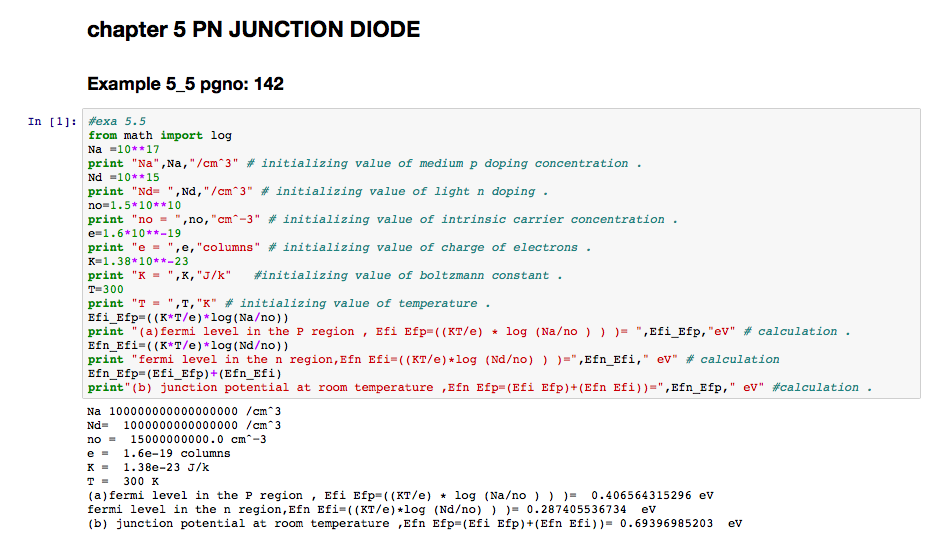 chapter 5 PN JUNCTION DIODE
Example 5_5 pgno: 142
In [1]: #exa 5.5
from math import log
Na =10**17
print "Na",Na,"/cm^3" # initializing value of medium p doping concentration .
Nd =10**15
print "Nd= ",Nd,"/cm^3" # initializing value of light n doping .
no=1.5*10**10
print "no = ",no,"cm^-3" # initializing value of intrinsic carrier concentration .
e=1.6*10**-19
print "e = ",e,"columns" # initializing value of charge of electrons .
K=1.38*10**-23
print "K = ",K,"J/k"   #initializing value of boltzmann constant .
T=300
print "T = ",T,"K" # initializing value of temperature .
Efi_Efp=((K*T/e)*log(Na/no))
print "(a)fermi level in the P region , Efi Efp=((KT/e) * log (Na/no ) ) )= ",Efi_Efp,"eV" # calculation .
Efn_Efi=((K*T/e)*log(Nd/no))
print "fermi level in the n region,Efn Efi=((KT/e)*log (Nd/no) ) )=",Efn_Efi," eV" # calculation
Efn_Efp=(Efi_Efp)+(Efn_Efi)
print"(b) junction potential at room temperature ,Efn Efp=(Efi Efp)+(Efn Efi))=",Efn_Efp," eV" #calculation .
Na 100000000000000000 /cm^3
Nd=  1000000000000000 /cm^3
no =  15000000000.0 cm^-3
e =  1.6e-19 columns
K =  1.38e-23 J/k
T =  300 K
(a)fermi level in the P region , Efi Efp=((KT/e) * log (Na/no ) ) )=  0.406564315296 eV
fermi level in the n region,Efn Efi=((KT/e)*log (Nd/no) ) )= 0.287405536734  eV
(b) junction potential at room temperature ,Efn Efp=(Efi Efp)+(Efn Efi))= 0.69396985203  eV